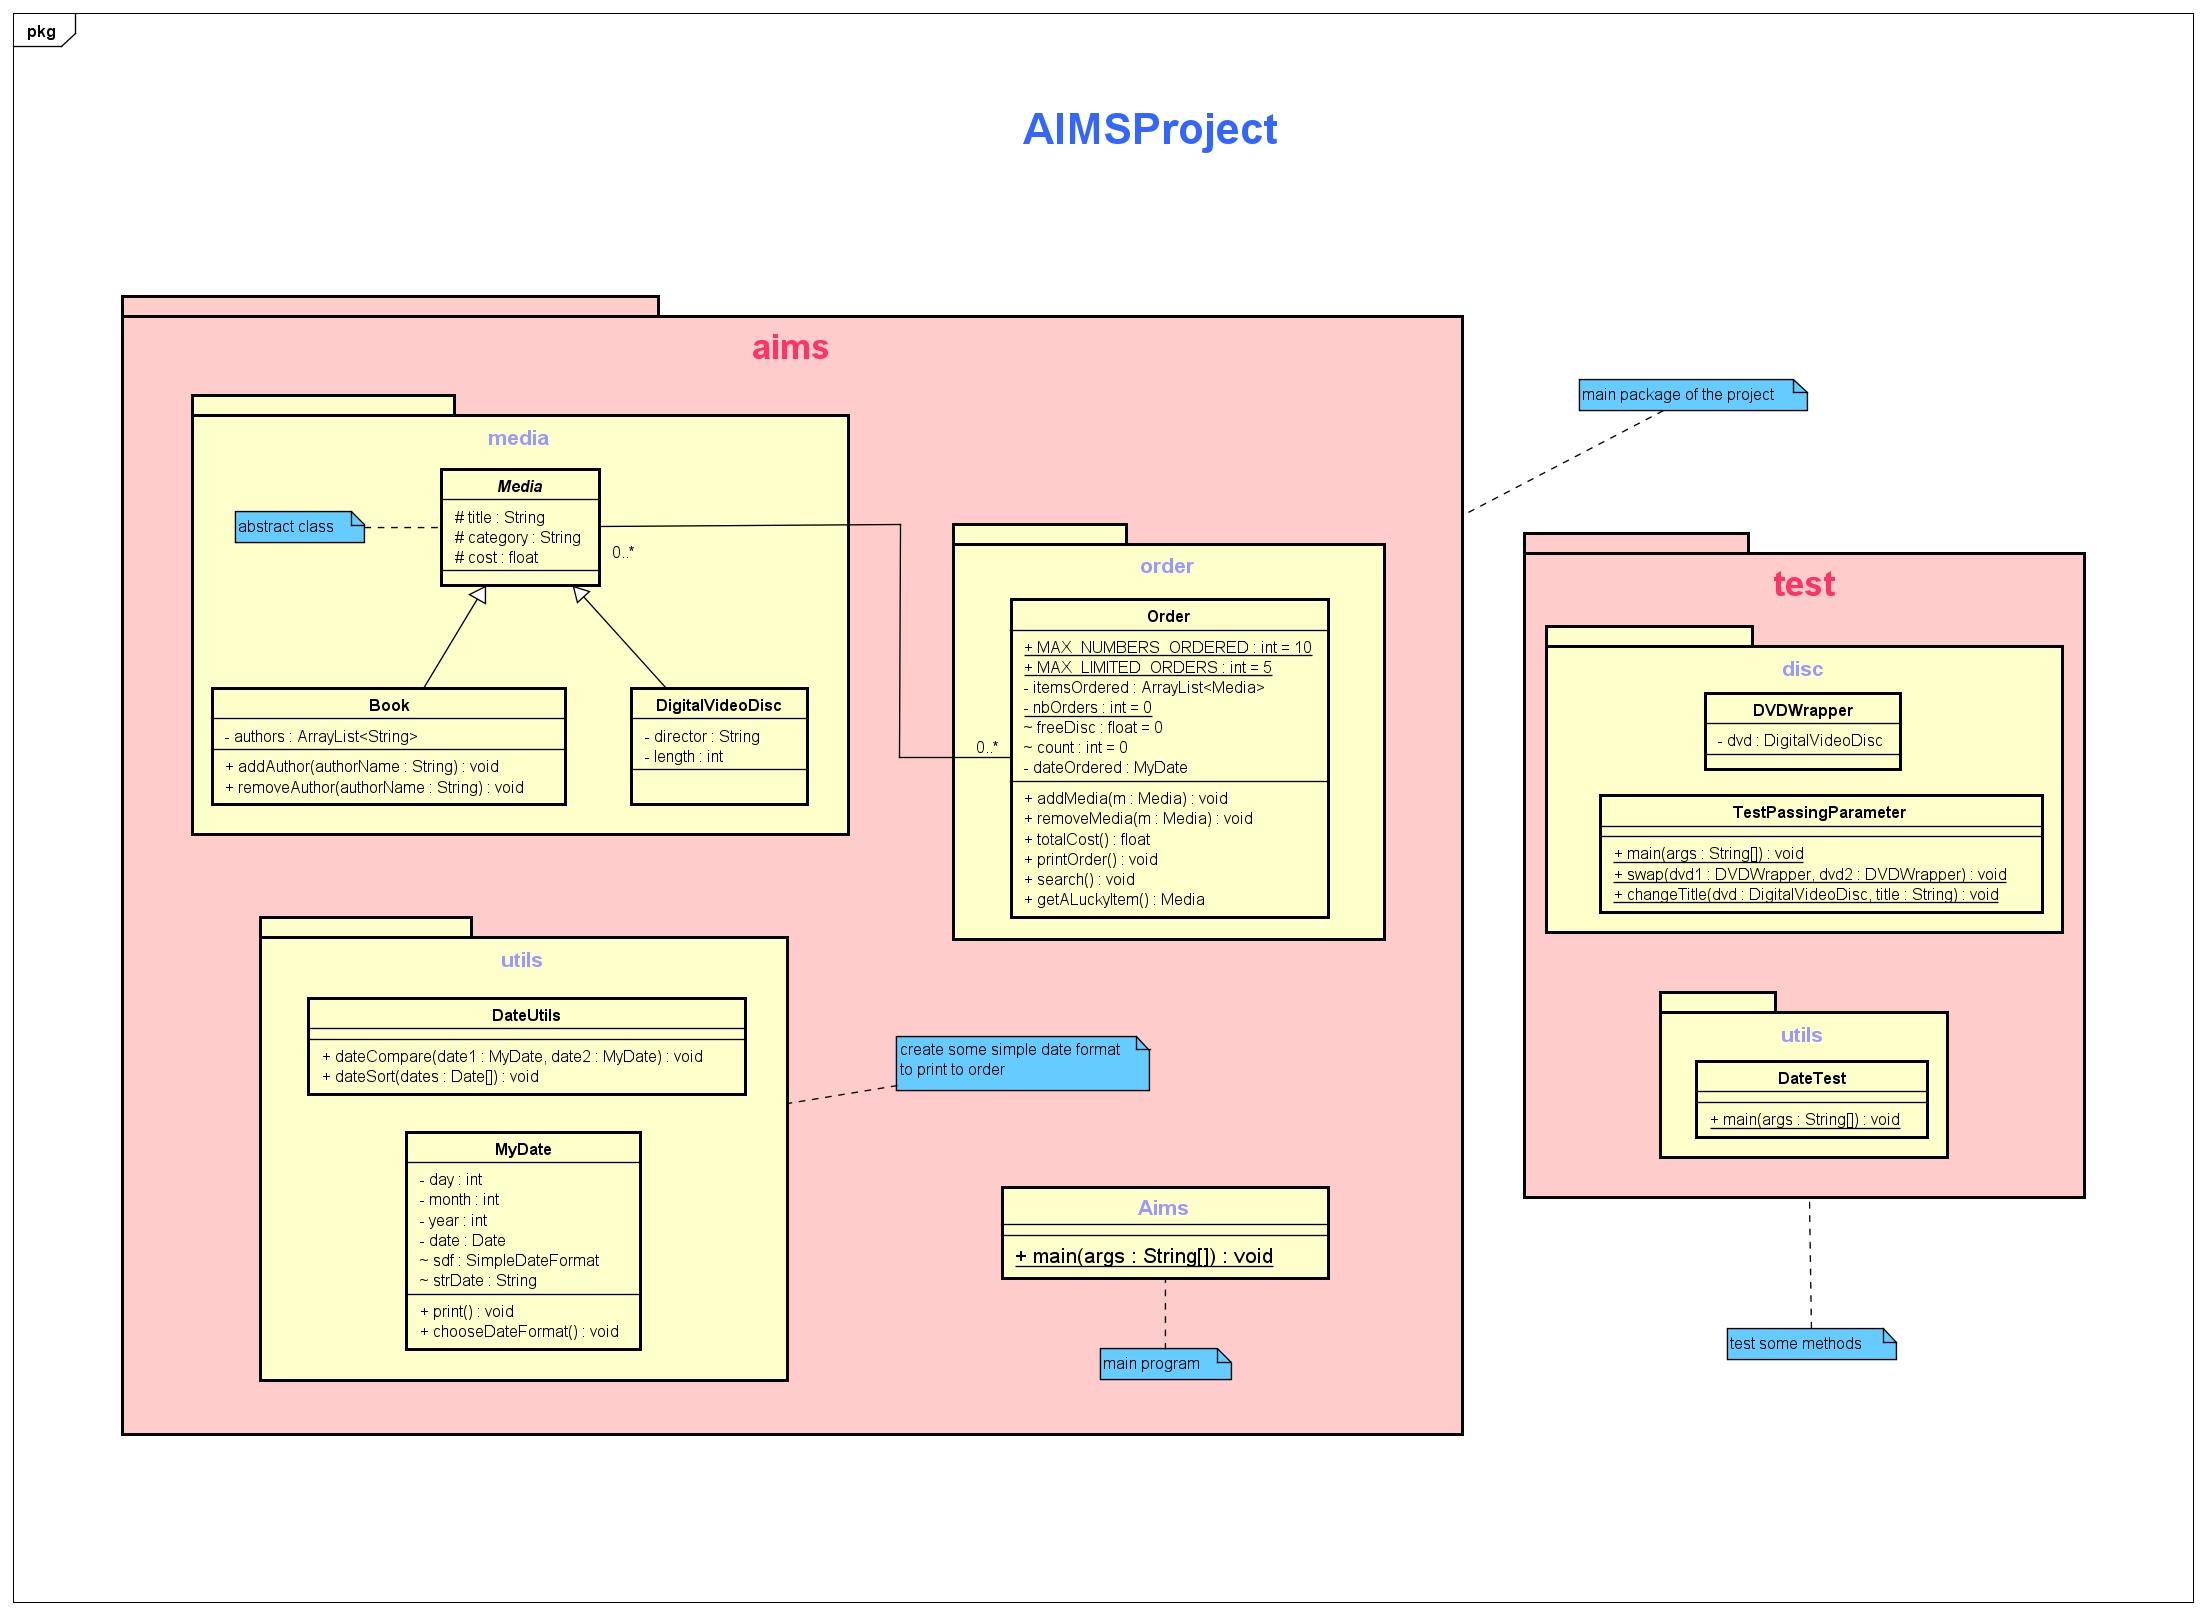 pkg
AIMSProject
aims
media
Media
# title : String
# category : String
# cost : float
abstract class
0..*
Book
- authors : ArrayList<String>
+ addAuthor(authorName : String) : void
+ removeAuthor(authorName : String) : void
DigitalVideoDisc
- director : String
- length : int
order
Order
+ MAX_NUMBERS_ORDERED : int = 10
+ MAX_LIMITED_ORDERS : int = 5
- itemsOrdered : ArrayList<Media>
- nbOrders : int = 0
~ freeDisc : float = 0
~ count : int = 0
- dateOrdered : MyDate
+ addMedia(m : Media) : void
+ removeMedia(m : Media) : void
+ totalCost() : float
+ printOrder() : void
+ search() : void
+ getALuckyItem() : Media
0..*
utils
DateUtils
+ dateCompare(date1 : MyDate, date2 : MyDate) : void
+ dateSort(dates : Date[]) : void
MyDate
- day : int
- month : int
- year : int
- date : Date
~ sdf : SimpleDateFormat
~ strDate : String
+ print() : void
+ chooseDateFormat() : void
create some simple date format
to print to order
Aims
+ main(args : String[]) : void
main program
main package of the project
test
disc
DVDWrapper
- dvd : DigitalVideoDisc
TestPassingParameter
+ main(args : String[]) : void
+ swap(dvd1 : DVDWrapper, dvd2 : DVDWrapper) : void
+ changeTitle(dvd : DigitalVideoDisc, title : String) : void
utils
DateTest
+ main(args : String[]) : void
test some methods